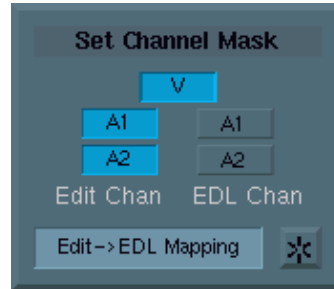 Set Channel Mask
V
A1 A1
A2 A2
Edit Chan EDL Chan
Edit->EDL Mapping